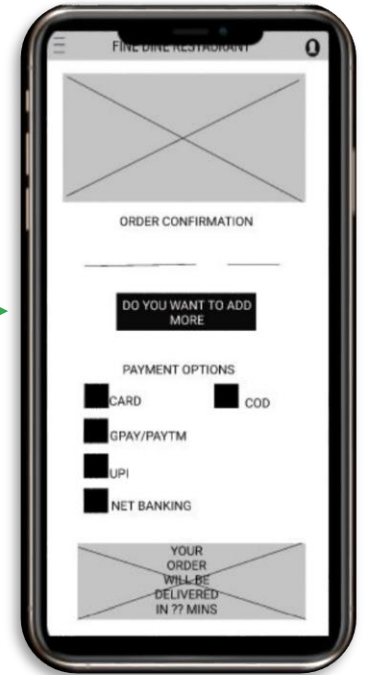 FINE DINE RESTAURANT
ORDER CONFIRMATION
DO YOU WANT TO ADD
MORE
PAYMENT OPTIONS
CARD
COD
GPAY/PAYTM
UPI
NET BANKING
YOUR
ORDER
WILL BE
DELIVERED
IN ?? MINS